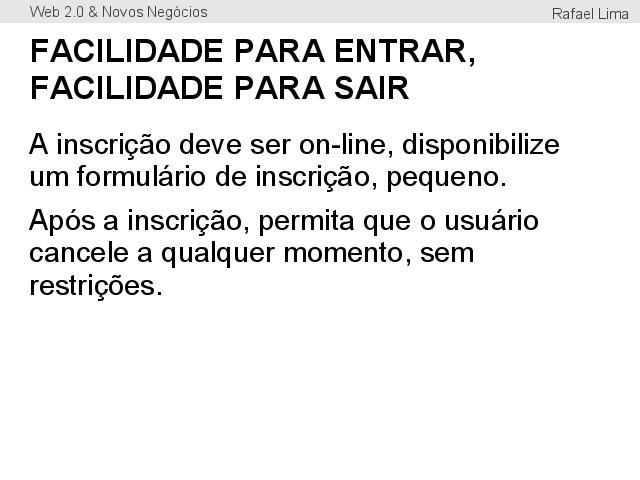 Web 2.0 & Novos Negócios
Rafael Lima
FACILIDADE PARA ENTRAR,
FACILIDADE PARA SAIR
A inscrição deve ser on-line, disponibilize
um formulário de inscrição, pequeno.
Após a inscrição, permita que o usuário
cancele a qualquer momento, sem
restrições.